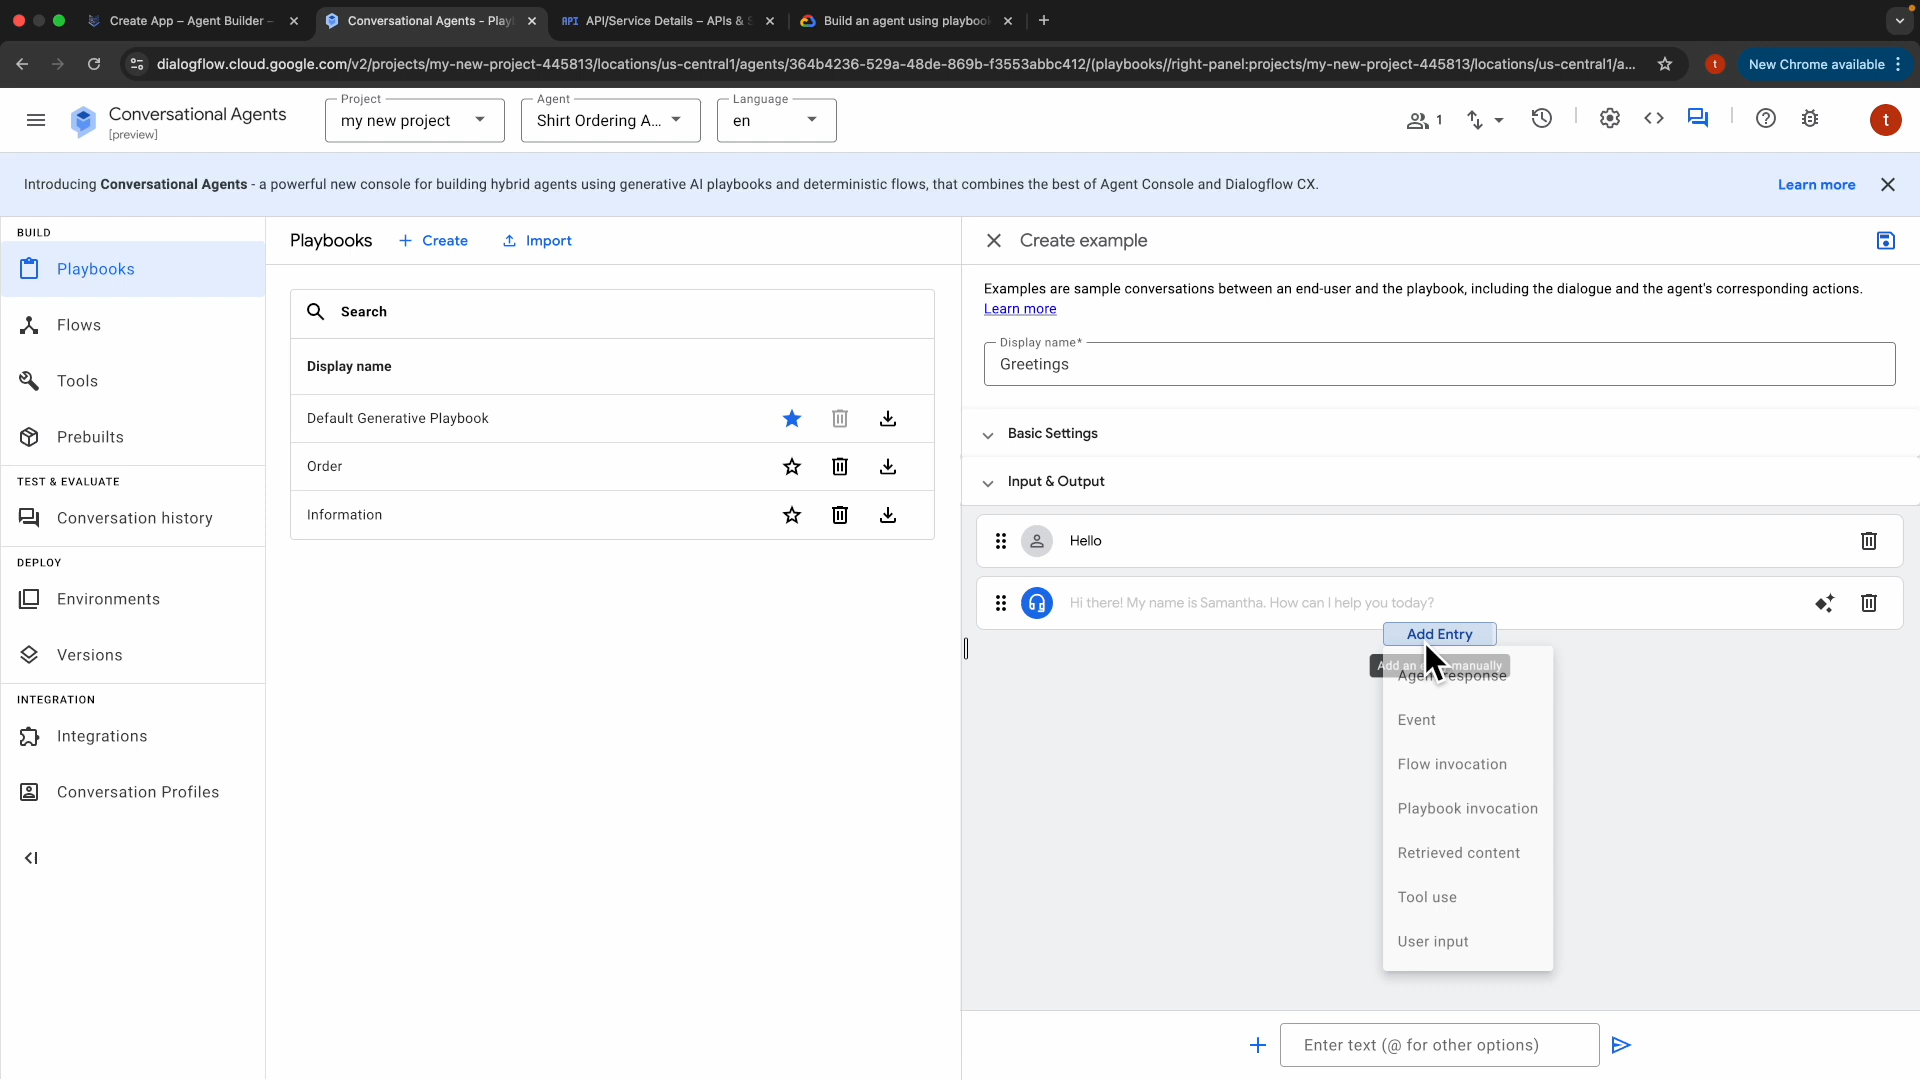 Create App – Agent Builder –
Conversational Agents - Play
API API/Service Details – APIs & S
Build an agent using playbook
dialogflow.cloud.google.com/v2/projects/my-new-project-445813/locations/us-central1/agents/364b4236-529a-48de-869b-f3553abbc412/(playbooks//right-panel:projects/my-new-project-445813/locations/us-central1/a...
t
New Chrome available
Conversational Agents
[preview]
Project
my new project
Agent
Shirt Ordering A...
Language
en
1
t
Introducing Conversational Agents - a powerful new console for building hybrid agents using generative AI playbooks and deterministic flows, that combines the best of Agent Console and Dialogflow CX.
Learn more
BUILD
Playbooks
Flows
Tools
Prebuilts
TEST & EVALUATE
Conversation history
DEPLOY
Environments
Versions
INTEGRATION
Integrations
Conversation Profiles
Playbooks
+ Create
Import
Search
Display name
Default Generative Playbook
Order
Information
Create example
Examples are sample conversations between an end-user and the playbook, including the dialogue and the agent's corresponding actions.
Learn more
Display name*
Greetings
Basic Settings
Input & Output
Hello
Hi there! My name is Samantha. How can I help you today?
Add Entry
Add an manually
response
Event
Flow invocation
Playbook invocation
Retrieved content
Tool use
User input
Enter text (@ for other options)